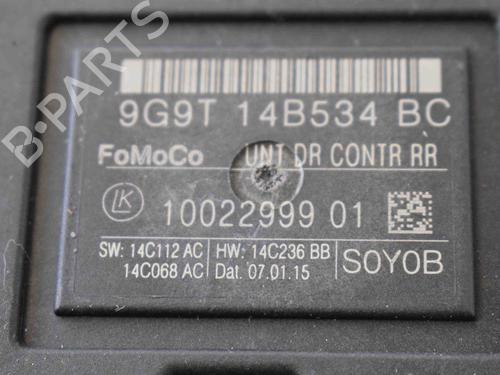 B-PARTS
9G9T 14B534 BC
FoMoCo UNT DR CONTR RR
LK 10022999 01
SW: 14C112 AC HW: 14C236 BB
14C068 AC Dat. 07.01.15 S0Y0B